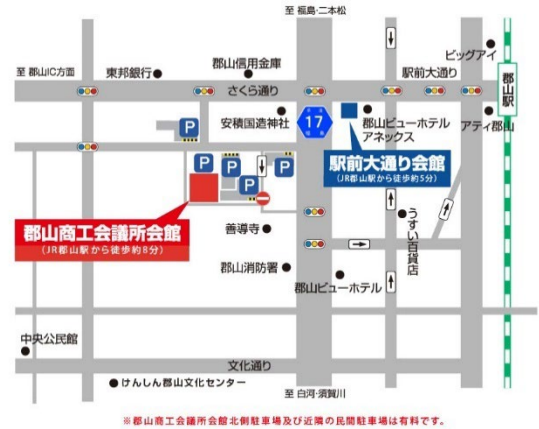 至 福島・二本松
ビッグアイ
至 郡山IC方面
東邦銀行
郡山信用金庫
駅前大通り
さくら通り
郡山駅
安積国造神社
17
郡山ビューホテル
アネックス
アティ郡山
P
駅前大通り会館
(JR郡山駅から徒歩約5分)
P
P
P
P
郡山商工会議所会館
(JR郡山駅から徒歩約8分)
善導寺
うすい百貨店
郡山消防署
郡山ビューホテル
中央公民館
文化通り
けんしん郡山文化センター
至 白河・須賀川
※郡山商工会議所会館北側駐車場及び近隣の民間駐車場は有料です。